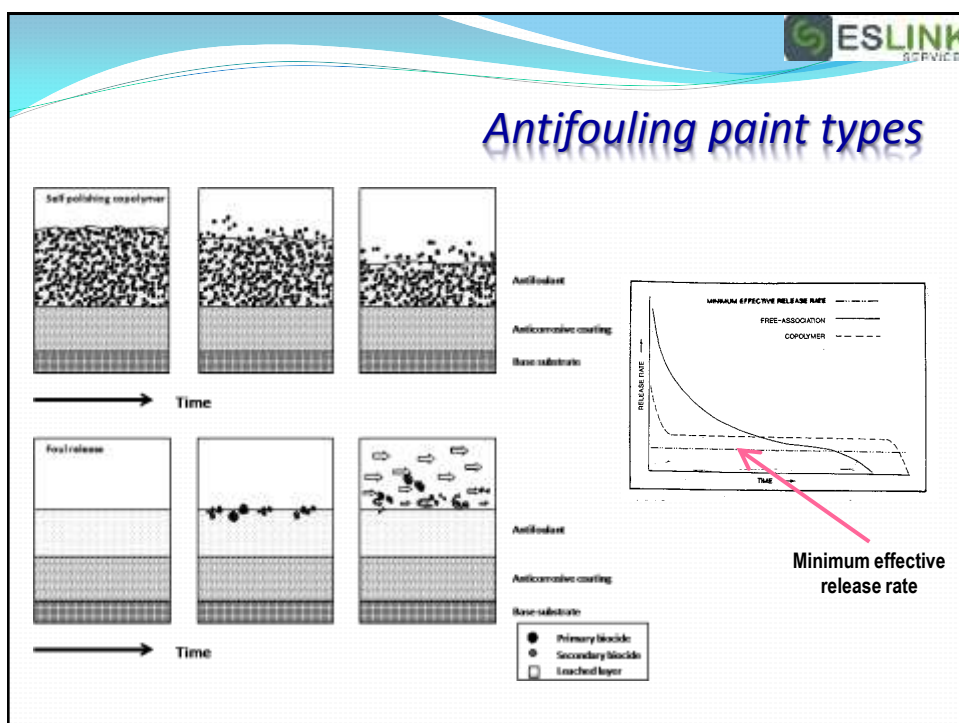 ESLINK
SERVICE
Antifouling paint types
Self polishing copolymer
Antifoulant
Anticorrosive coating
Base substrate
Time
Foul release
Antifoulant
Anticorrosive coating
Base substrate
Time
Primary biocide
Secondary biocide
Leached layer
MINIMUM EFFECTIVE RELEASE RATE
FREE-ASSOCIATION
COPOLYMER
RELEASE RATE
TIME
Minimum effective
release rate